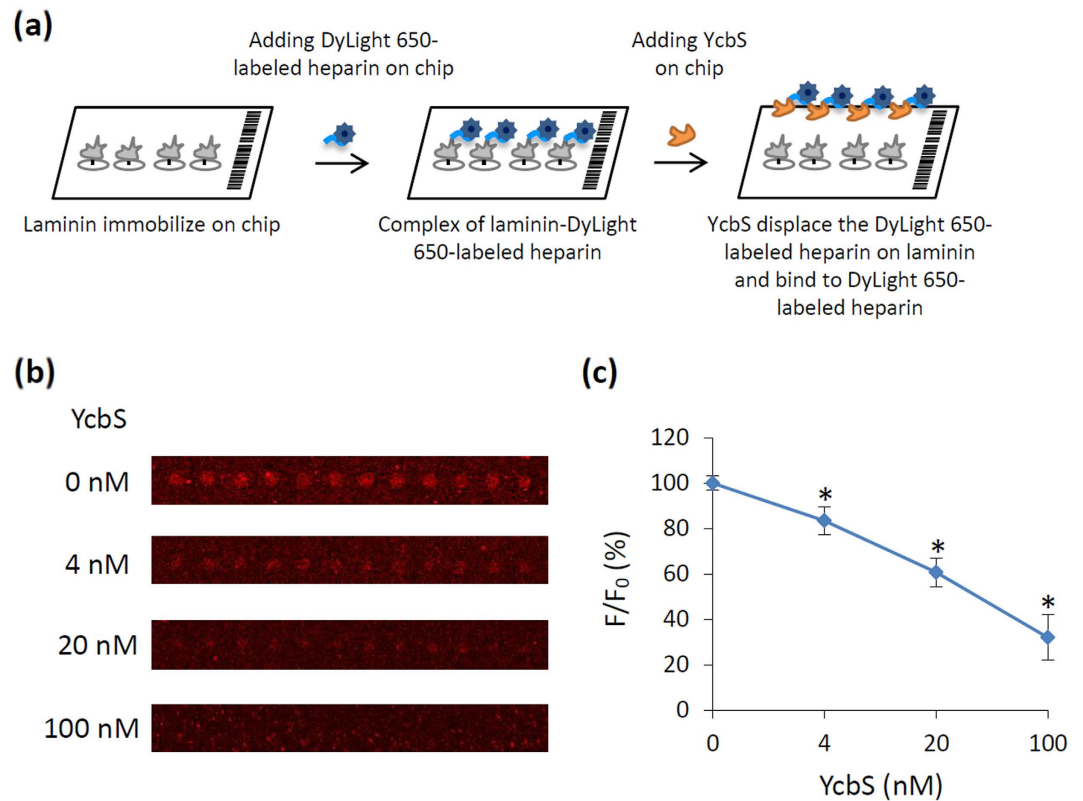 (a)
Adding DyLight 650-
labeled heparin on chip
Adding YcbS
on chip
Laminin immobilize on chip
Complex of laminin-DyLight
650-labeled heparin
YcbS displace the DyLight 650-
labeled heparin on laminin
and bind to DyLight 650-
labeled heparin
(b)
YcbS
0 nM
4 nM
20 nM
100 nM
(c)
120
100
80
60
40
20
0
F/F₀ (%)
*
*
*
0 4 20 100
YcbS (nM)